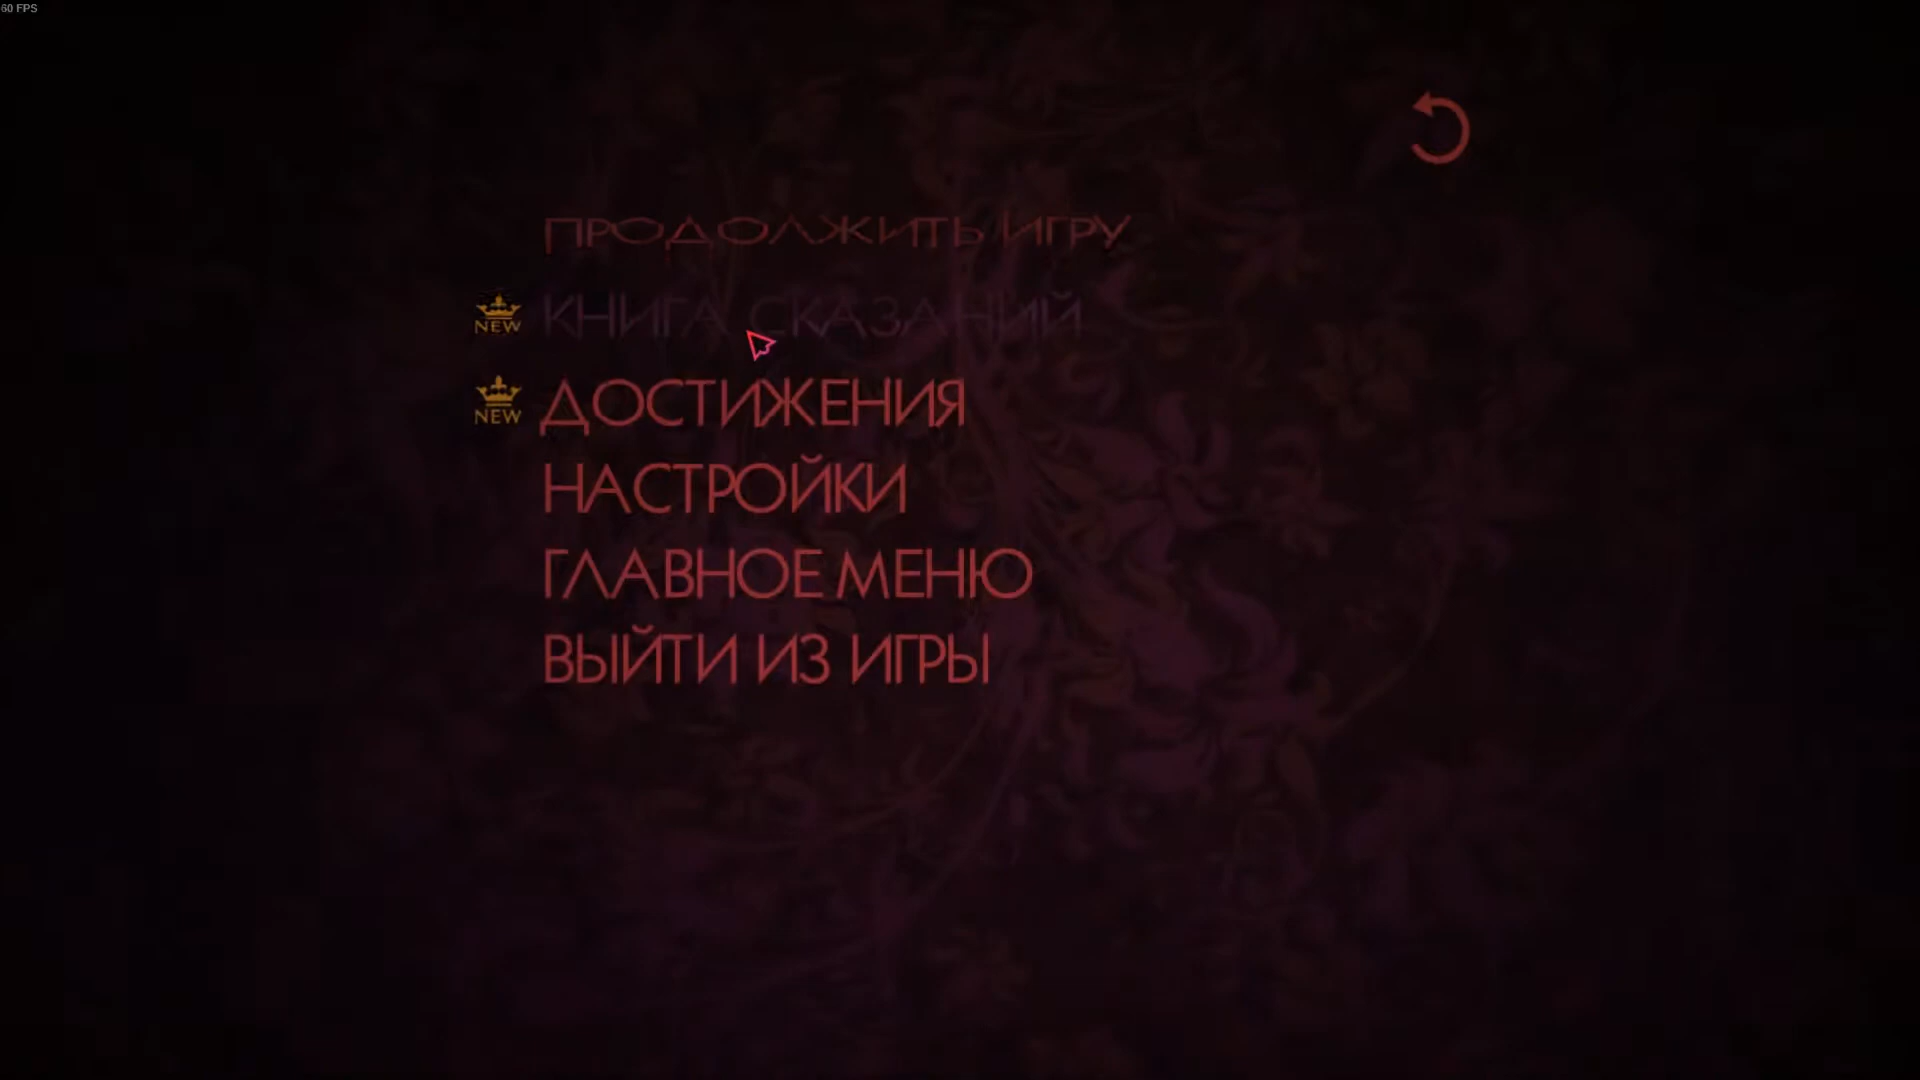 60 FPS
ПРОДОЛЖИТЬ ИГРУ
NEW КНИГА СКАЗАНИЙ
NEW ДОСТИЖЕНИЯ
НАСТРОЙКИ
ГЛАВНОЕ МЕНЮ
ВЫЙТИ ИЗ ИГРЫ